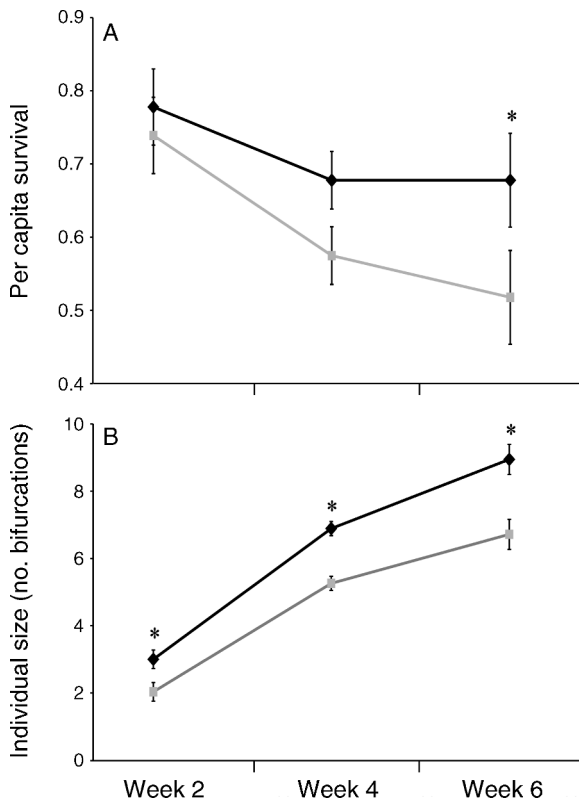 0.9
A
0.8
*
0.7
0.6
0.5
0.4
Per capita survival
10
B
*
8
*
6
4
*
2
0
Individual size (no. bifurcations)
Week 2
Week 4
Week 6